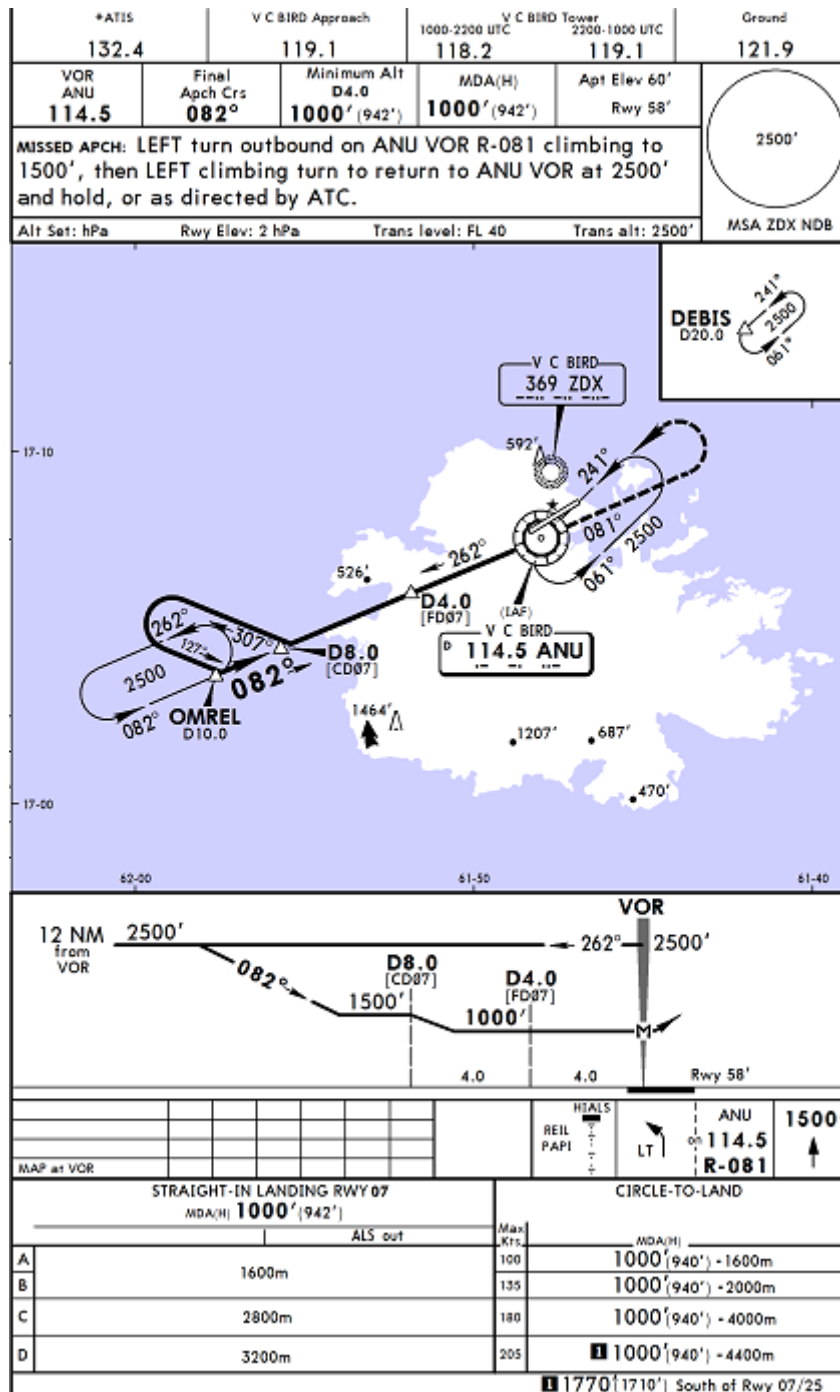 *ATIS
132.4
V C BIRD Approach
119.1
V C BIRD Tower
1000-2200 UTC
118.2
2200-1000 UTC
119.1
Ground
121.9
VOR
ANU
114.5
Final
Apch Crs
082°
Minimum Alt
D4.0
1000' (942')
MDA(H)
1000' (942')
Apt Elev 60'
Rwy 58'
2500'
MSA ZDX NDB
MISSED APCH: LEFT turn outbound on ANU VOR R-081 climbing to
1500', then LEFT climbing turn to return to ANU VOR at 2500'
and hold, or as directed by ATC.
Alt Set: hPa Rwy Elev: 2 hPa Trans level: FL 40 Trans alt: 2500'
DEBIS
D20.0
241°
2500
061°
V C BIRD
369 ZDX
17-10
592'
241°
081°
2500
061°
262°
526'
D4.0
[FD07]
(IAF)
V C BIRD
D 114.5 ANU
262°
307°
127°
D8.0
[CD07]
082°
2500
082°
OMREL
D10.0
1464'
1207'
687'
470'
17-00
62-00
61-50
61-40
VOR
12 NM
from
VOR
2500'
262°
2500'
082°
D8.0
[CD07]
D4.0
[FD07]
1500'
1000'
M
4.0
4.0
Rwy 58'
MAP at VOR
HIALS
REIL
PAPI
LT
on
ANU
114.5
R-081
1500
STRAIGHT-IN LANDING RWY 07
MDA(H) 1000' (942')
ALS out
CIRCLE-TO-LAND
Max
Kts
MDA(H)
A
1600m
100
1000' (940') - 1600m
B
135
1000' (940') - 2000m
C
2800m
180
1000' (940') - 4000m
D
3200m
205
1 1000' (940') - 4400m
1 1770' (1710') South of Rwy 07/25